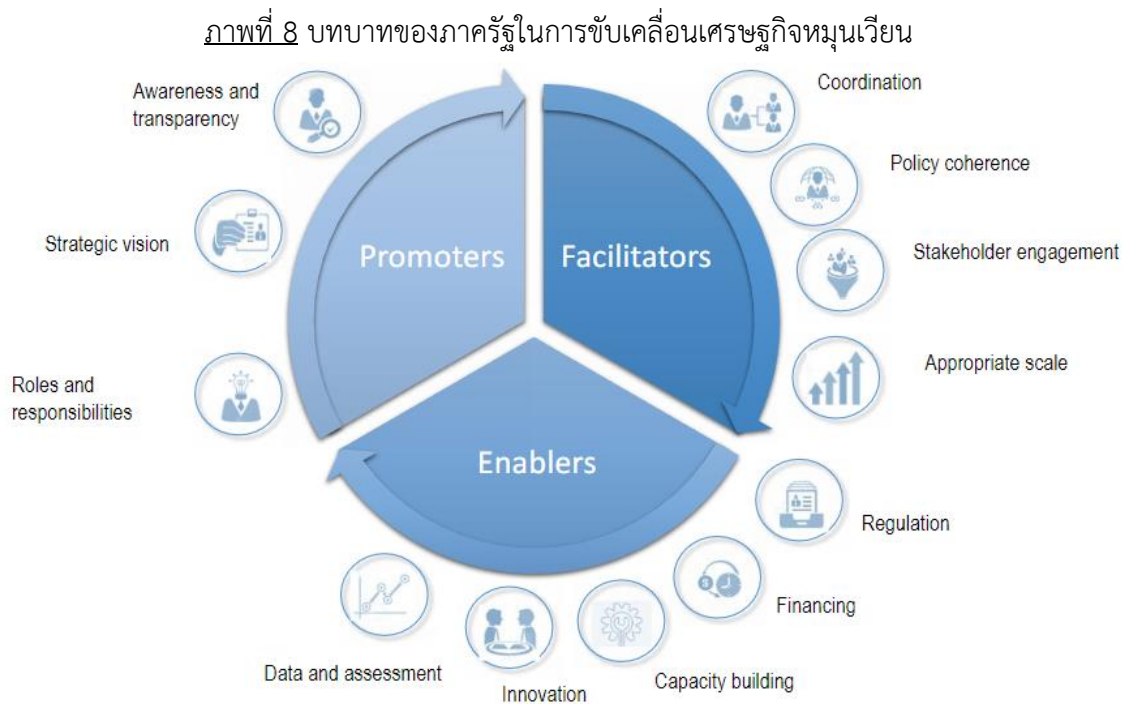 ภาพที่ 8 บทบาทของภาครัฐในการขับเคลื่อนเศรษฐกิจหมุนเวียน
Awareness and
transparency
Strategic vision
Roles and
responsibilities
Promoters
Facilitators
Enablers
Coordination
Policy coherence
Stakeholder engagement
Appropriate scale
Regulation
Financing
Capacity building
Innovation
Data and assessment